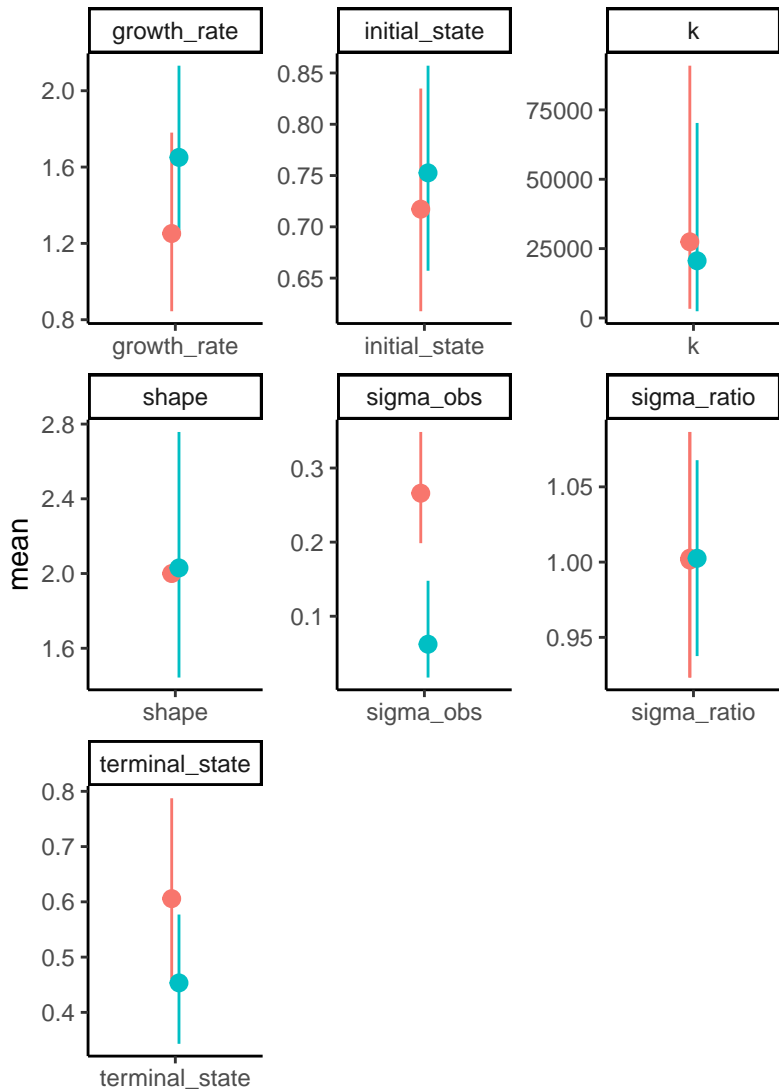 growth_rate
initial_state
k
2.0
1.6
1.2
0.8
0.85
0.80
0.75
0.70
0.65
75000
50000
25000
0
growth_rate
initial_state
k
shape
sigma_obs
sigma_ratio
2.8
2.4
2.0
1.6
0.3
0.2
0.1
1.05
1.00
0.95
shape
sigma_obs
sigma_ratio
mean
terminal_state
0.8
0.7
0.6
0.5
0.4
terminal_state